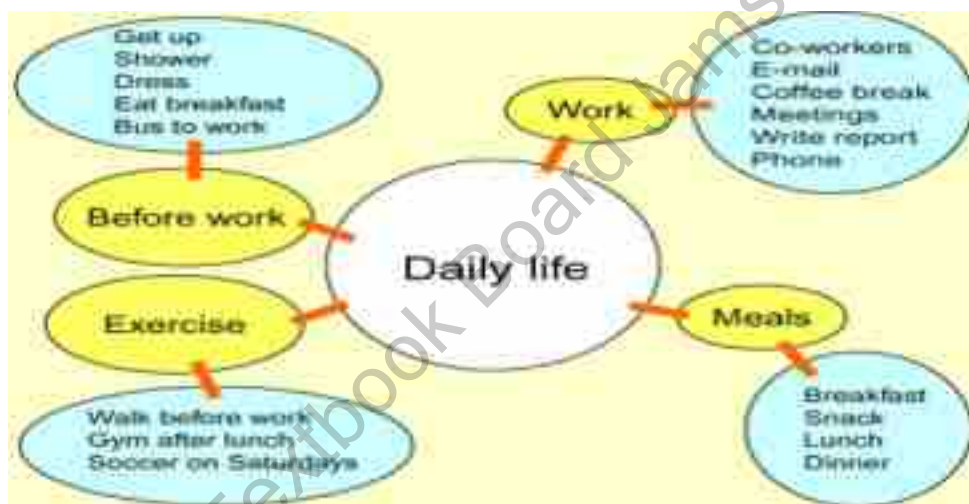 Get up
Shower
Dress
Eat breakfast
Bus to work
Before work
Work
Co-workers
E-mail
Coffee break
Meetings
Write report
Phone
Daily life
Exercise
Walk before work
Gym after lunch
Soccer on Saturdays
Meals
Breakfast
Snack
Lunch
Dinner
Textbook Board Jams